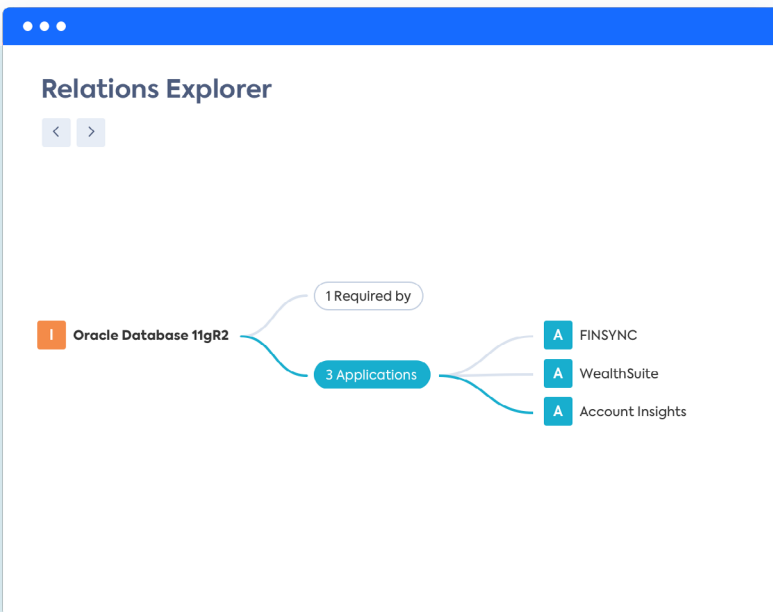 Relations Explorer
1 Required by
I Oracle Database 11gR2
3 Applications
A FINSYNC
A WealthSuite
A Account Insights